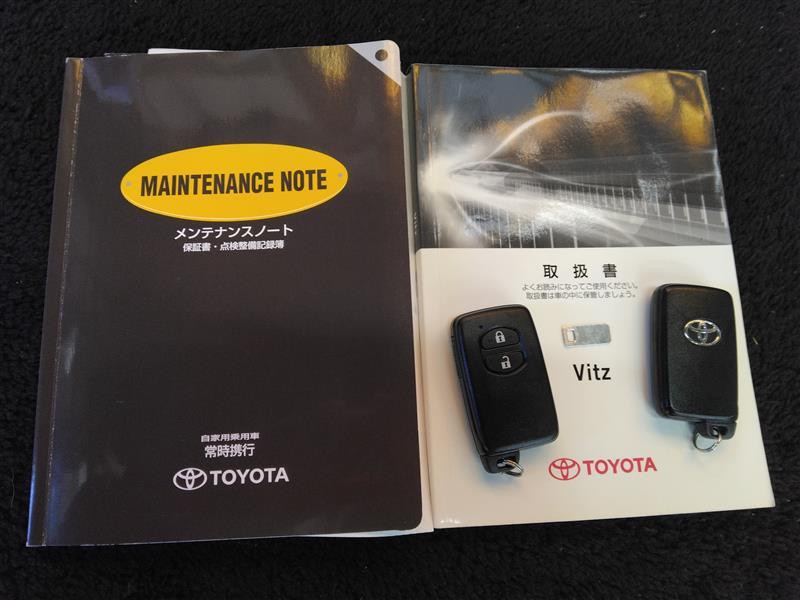 MAINTENANCE NOTE
メンテナンスノート
保証書・点検整備記録簿
自家用乗用車
常時携行
TOYOTA
取扱書
よくお読みになってご使用ください。
取扱書は車の中に保管しましょう。
Vitz
TOYOTA